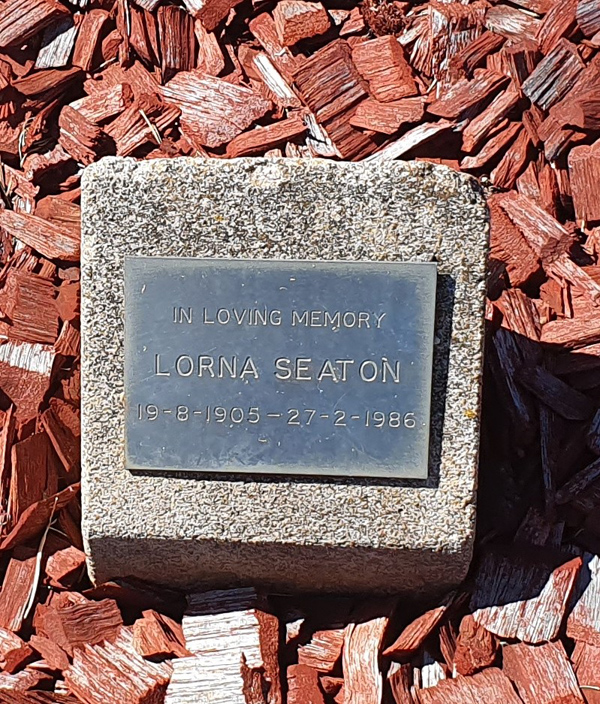 IN LOVING MEMORY
LORNA SEATON
19-8-1905-27-2-1986